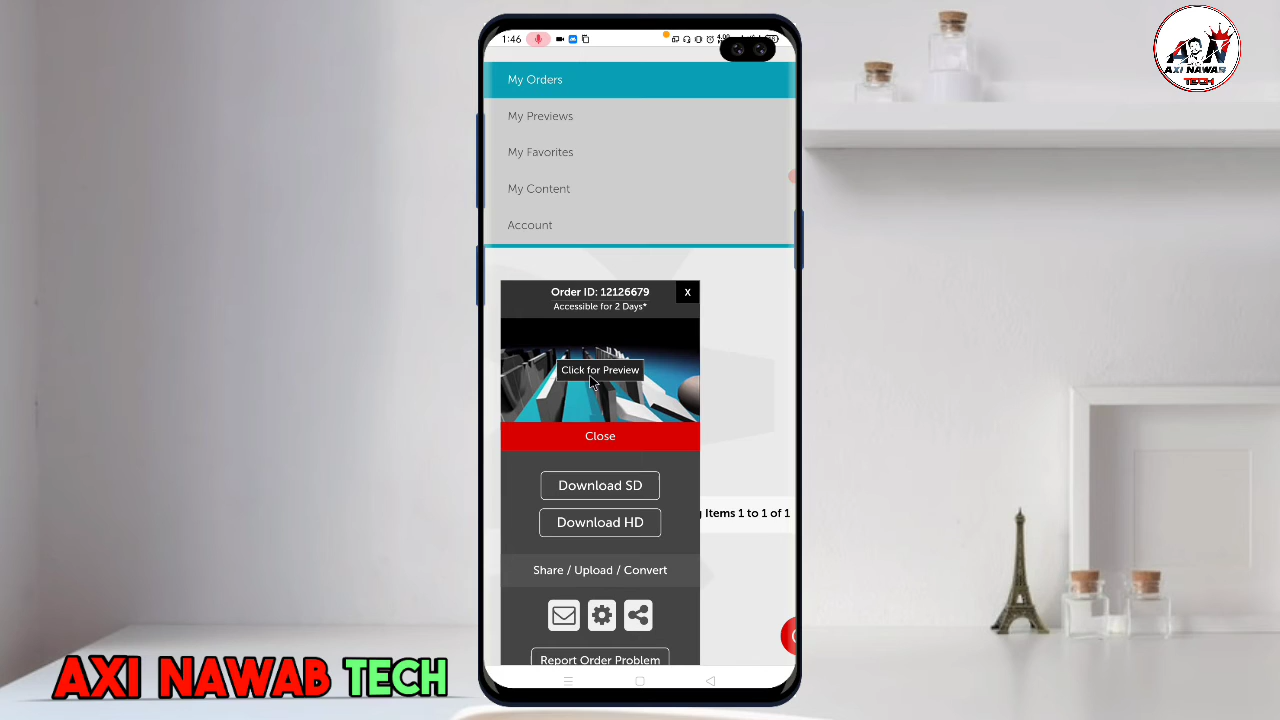 1:46
AXI NAWAB
TECH
My Orders
My Previews
My Favorites
My Content
Account
Order ID: 12126679
X
Accessible for 2 Days*
Click for Preview
Close
Download SD
Download HD
Items 1 to 1 of 1
Share / Upload / Convert
Report Order Problem
AXI NAWAB TECH